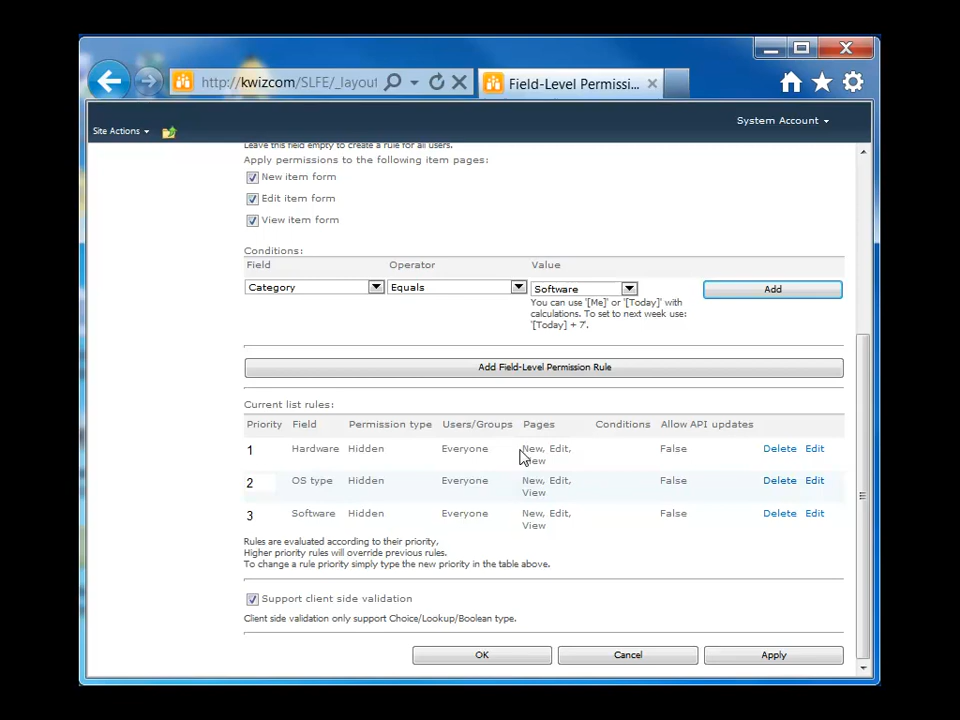 http://kwizcom/SLFE/_layout
Field-Level Permissi...
Site Actions
System Account
Leave this field empty to create a rule for all users.
Apply permissions to the following item pages:
New item form
Edit item form
View item form
Conditions:
Field Operator Value
Category Equals Software Add
You can use '[Me]' or '[Today]' with
calculations. To set to next week use:
'[Today] + 7'.
Add Field-Level Permission Rule
Current list rules:
Priority Field Permission type Users/Groups Pages Conditions Allow API updates
1 Hardware Hidden Everyone New, Edit, False Delete Edit
View
2 OS type Hidden Everyone New, Edit, False Delete Edit
View
3 Software Hidden Everyone New, Edit, False Delete Edit
View
Rules are evaluated according to their priority,
Higher priority rules will override previous rules.
To change a rule priority simply type the new priority in the table above.
Support client side validation
Client side validation only support Choice/Lookup/Boolean type.
OK Cancel Apply